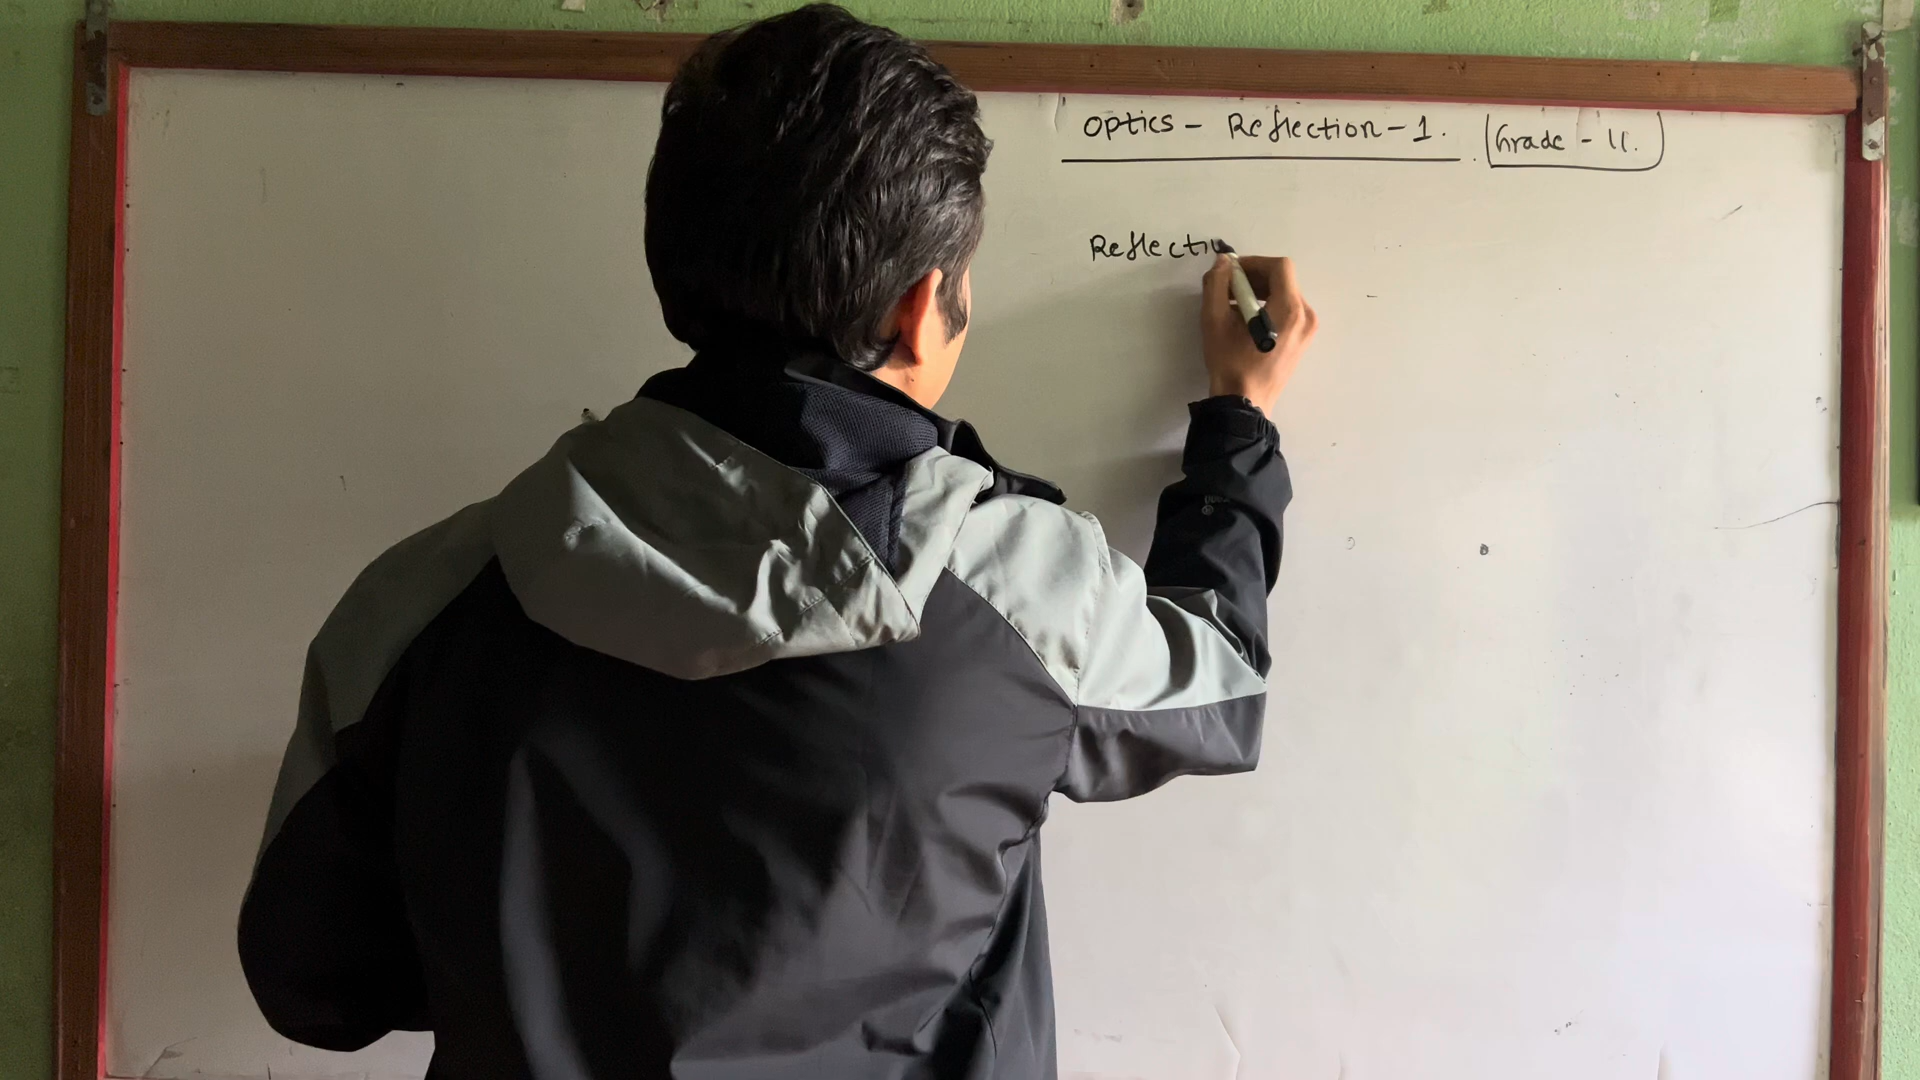 Optics - Reflection - 1. Grade - 11.
Reflecti